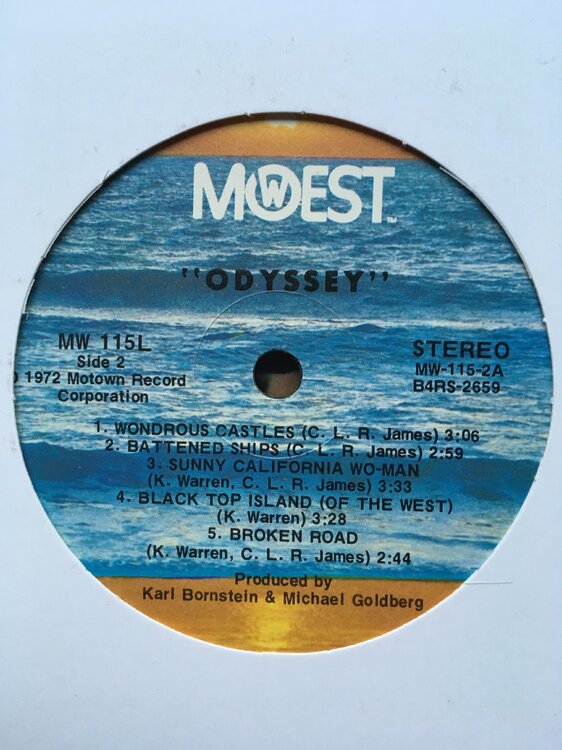 MOWEST™
"ODYSSEY"
MW 115L
Side 2
℗ 1972 Motown Record
Corporation
STEREO
MW-115-2A
B4RS-2659
1. WONDROUS CASTLES (C. L. R. James) 3:06
2. BATTENED SHIPS (C. L. R. James) 2:59
3. SUNNY CALIFORNIA WO-MAN
(K. Warren, C. L. R. James) 3:33
4. BLACK TOP ISLAND (OF THE WEST)
(K. Warren) 3:28
5. BROKEN ROAD
(K. Warren, C. L. R. James) 2:44
Produced by
Karl Bornstein & Michael Goldberg